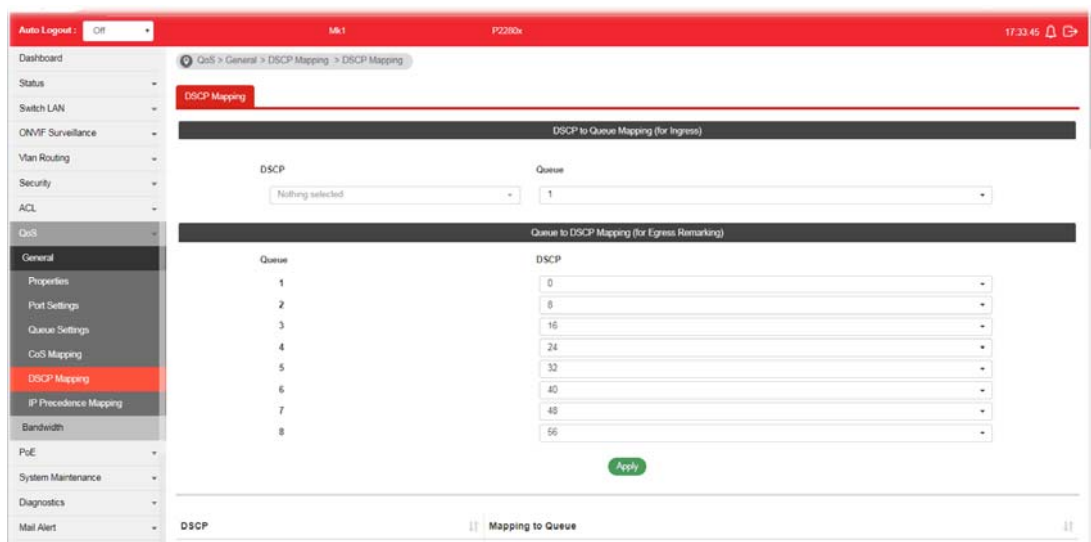 Auto Logout : Off Mk1 P2280x 17:33:45
Dashboard
Status
Switch LAN
ONVIF Surveillance
Vlan Routing
Security
ACL
QoS
General
Properties
Port Settings
Queue Settings
CoS Mapping
DSCP Mapping
IP Precedence Mapping
Bandwidth
PoE
System Maintenance
Diagnostics
Mail Alert
QoS > General > DSCP Mapping > DSCP Mapping
DSCP Mapping
DSCP to Queue Mapping (for Ingress)
DSCP Queue
Nothing selected 1
Queue to DSCP Mapping (for Egress Remarking)
Queue DSCP
1 0
2 8
3 16
4 24
5 32
6 40
7 48
8 56
Apply
DSCP Mapping to Queue